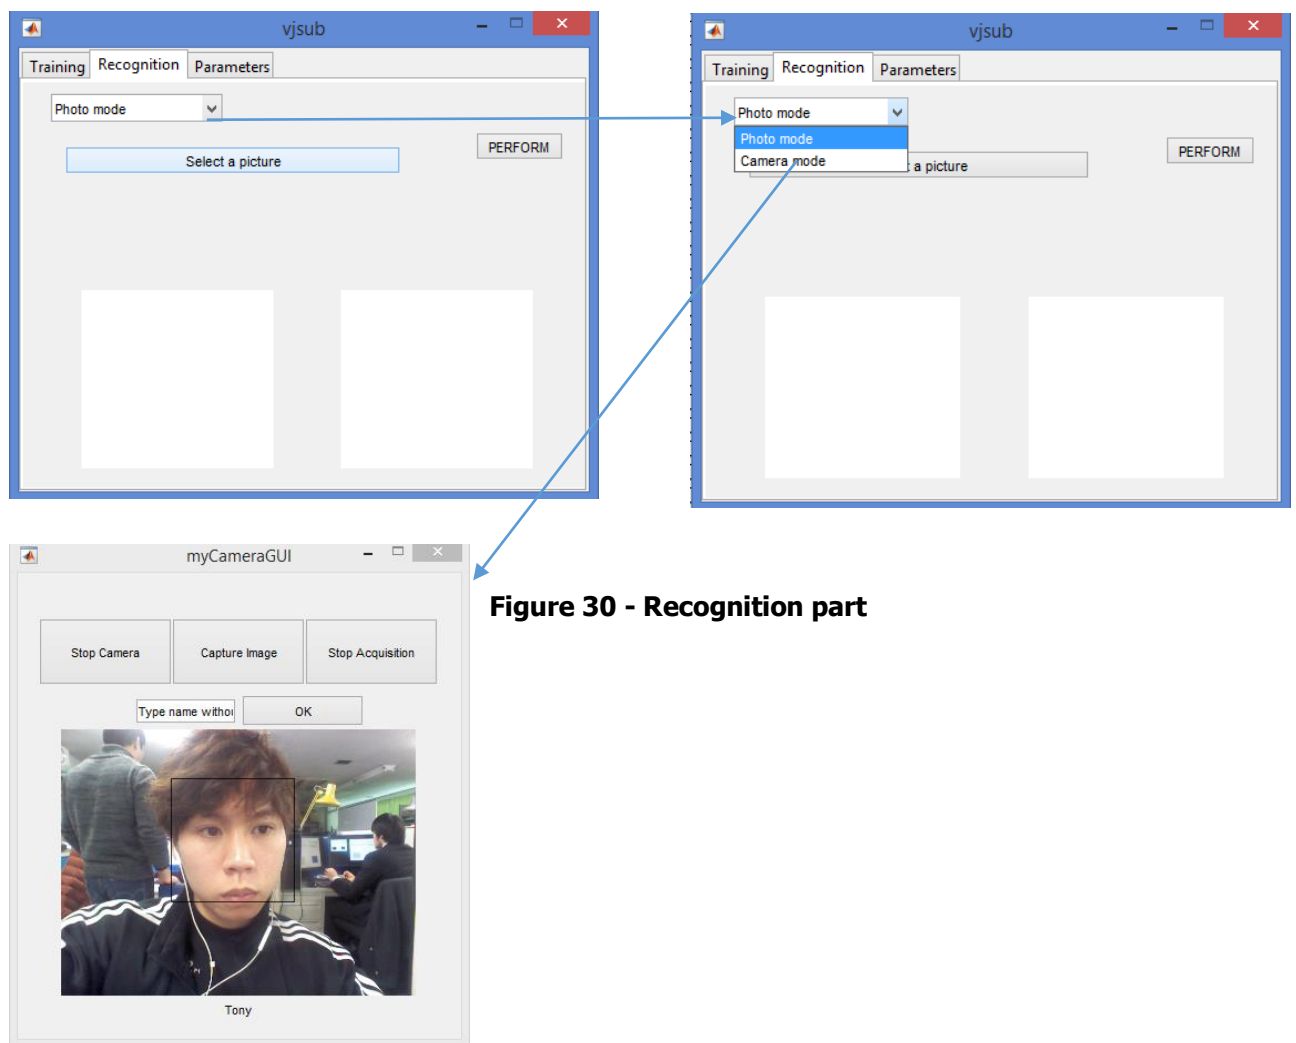 vjsub
Training Recognition Parameters
Photo mode
PERFORM
Select a picture
vjsub
Training Recognition Parameters
Photo mode
Photo mode
Camera mode
PERFORM
a picture
myCameraGUI
Stop Camera Capture Image Stop Acquisition
Type name withou OK
Tony
Figure 30 - Recognition part